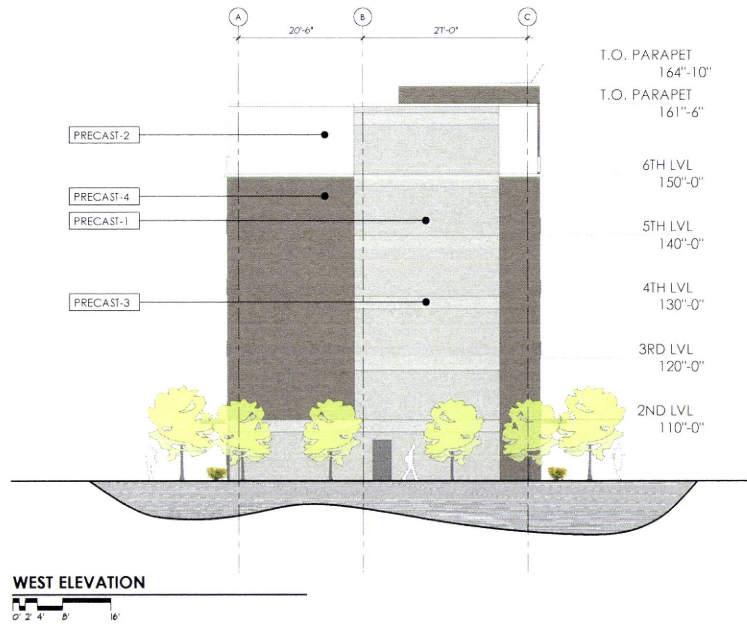 A B C
20'-6" 27'-0"
T.O. PARAPET
164"-10"
T.O. PARAPET
161"-6"
PRECAST-2
6TH LVL
150"-0"
PRECAST-4
PRECAST-1
5TH LVL
140"-0"
4TH LVL
130"-0"
PRECAST-3
3RD LVL
120"-0"
2ND LVL
110"-0"
WEST ELEVATION
0' 2' 4' 8' 16'